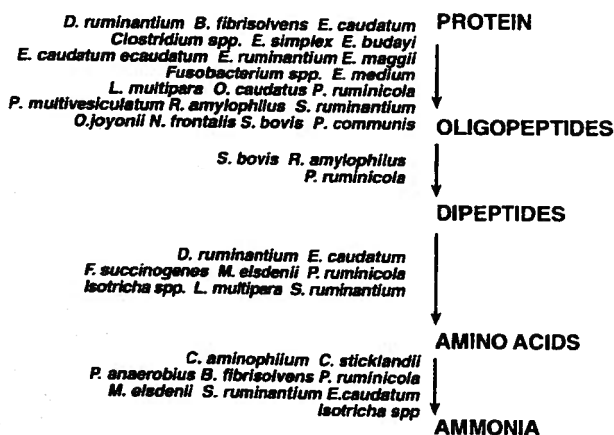 D. ruminantium B. fibrisolvens E. caudatum PROTEIN
Clostridium spp. E. simplex E. budayi
E. caudatum ecaudatum E. ruminantium E. maggii
Fusobacterium spp. E. medium
L. multipara O. caudatus P. ruminicola
P. multivesiculatum R. amylophilus S. ruminantium
O.joyonii N. frontalis S. bovis P. communis
OLIGOPEPTIDES
S. bovis R. amylophilus
P. ruminicola
DIPEPTIDES
D. ruminantium E. caudatum
F. succinogenes M. elsdenii P. ruminicola
Isotricha spp. L. multipara S. ruminantium
AMINO ACIDS
C. aminophilum C. sticklandii
P. anaerobius B. fibrisolvens P. ruminicola
M. elsdenii S. ruminantium E.caudatum
Isotricha spp
AMMONIA